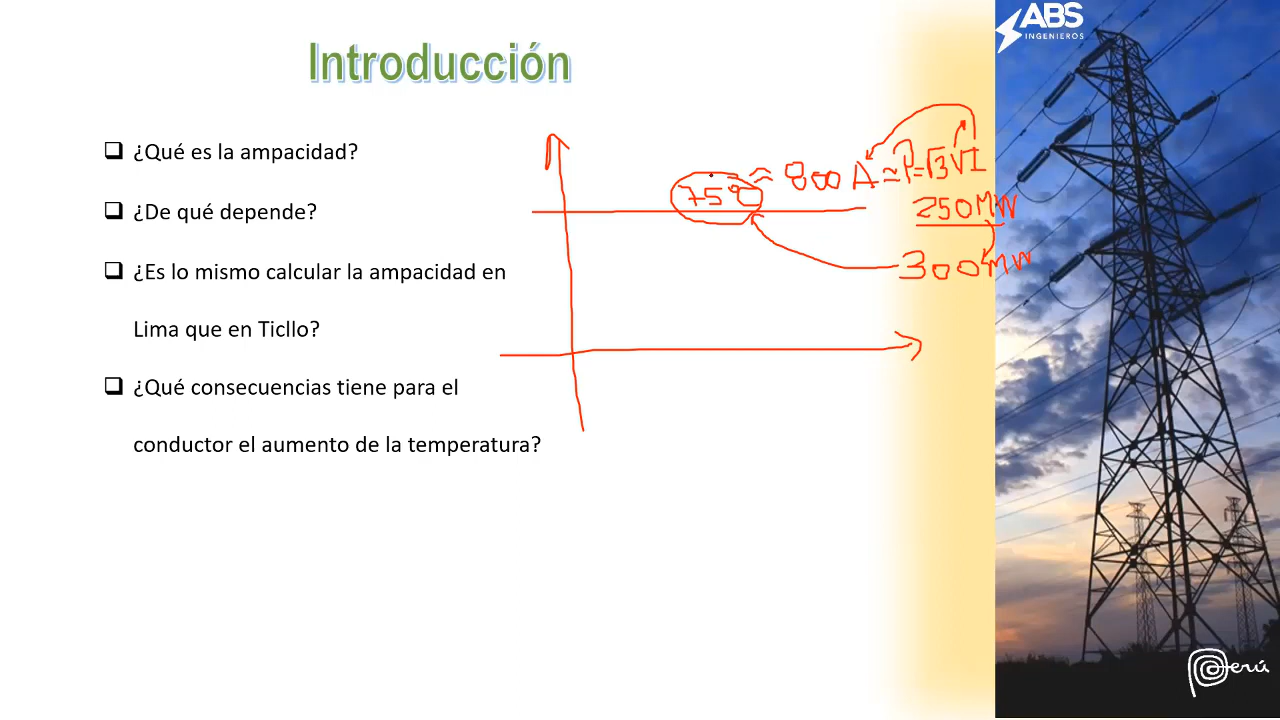 ABS
INGENIEROS
Introducción
¿Qué es la ampacidad?
¿De qué depende?
¿Es lo mismo calcular la ampacidad en
Lima que en Ticllo?
¿Qué consecuencias tiene para el
conductor el aumento de la temperatura?
75° ≈ 800 A ≈ P=√3VI
250MW
300MW
Perú